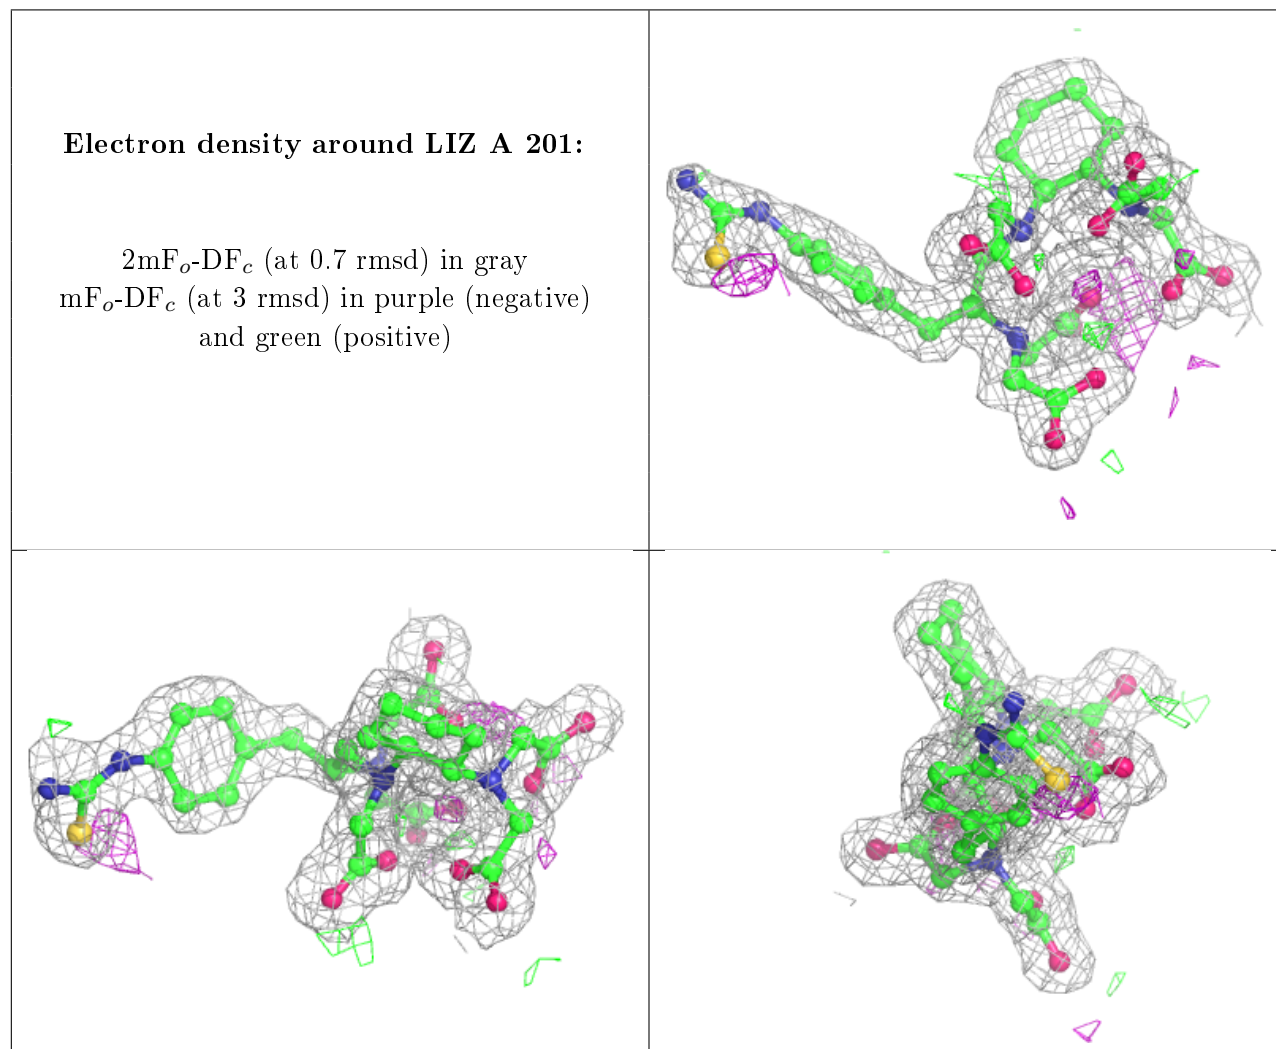 Electron density around LIZ A 201:
2mFo-DFc (at 0.7 rmsd) in gray
mFo-DFc (at 3 rmsd) in purple (negative)
and green (positive)